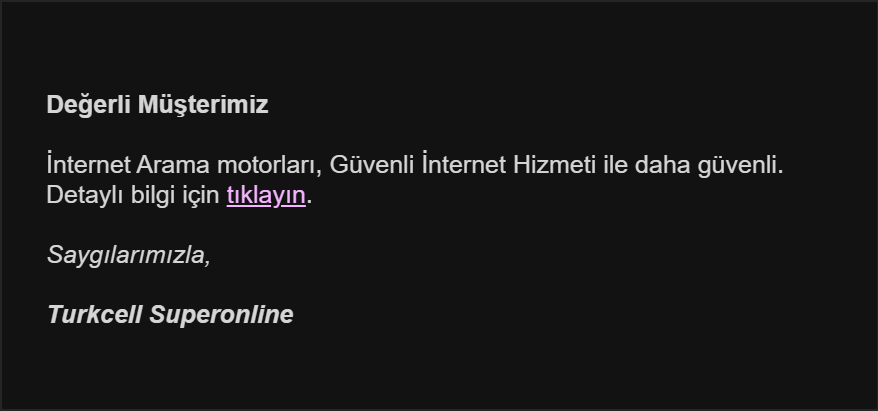 Değerli Müşterimiz
İnternet Arama motorları, Güvenli İnternet Hizmeti ile daha güvenli.
Detaylı bilgi için tıklayın.
Saygılarımızla,
Turkcell Superonline